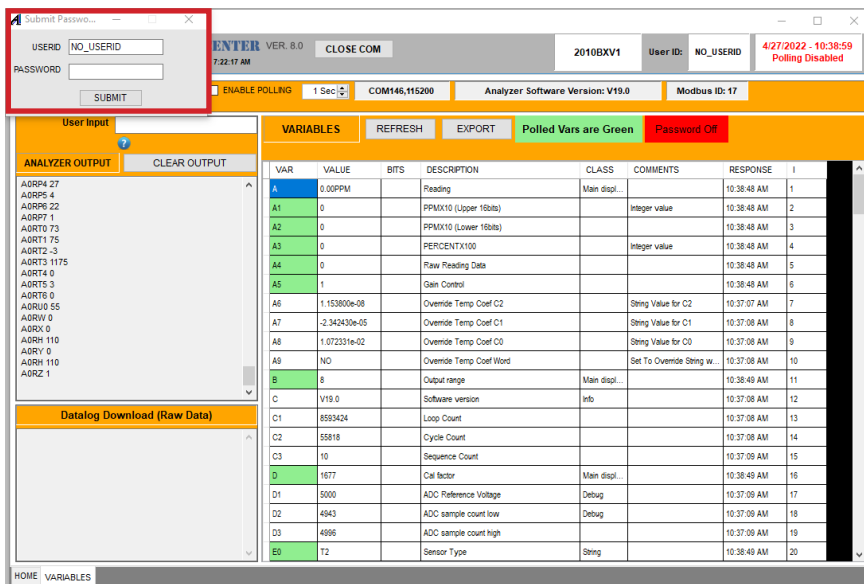 Submit Passwo...
USERID NO_USERID
PASSWORD
SUBMIT
ENTER VER. 8.0
7:22:17 AM
CLOSE COM
2010BXV1
User ID: NO_USERID
4/27/2022 - 10:38:59
Polling Disabled
ENABLE POLLING
1 Sec
COM146,115200
Analyzer Software Version: V19.0
Modbus ID: 17
User Input
?
ANALYZER OUTPUT
CLEAR OUTPUT
A0RP4 27
A0RP5 4
A0RP6 22
A0RP7 1
A0RT0 73
A0RT1 75
A0RT2 -3
A0RT3 1175
A0RT4 0
A0RT5 3
A0RT6 0
A0RU0 55
A0RW 0
A0RX 0
A0RH 110
A0RY 0
A0RH 110
A0RZ 1
Datalog Download (Raw Data)
VARIABLES
REFRESH
EXPORT
Polled Vars are Green
Password Off
VAR VALUE BITS DESCRIPTION CLASS COMMENTS RESPONSE I
A 0.00PPM Reading Main displ... 10:38:48 AM 1
A1 0 PPMX10 (Upper 16bits) Integer value 10:38:48 AM 2
A2 0 PPMX10 (Lower 16bits) 10:38:48 AM 3
A3 0 PERCENTX100 Integer value 10:38:48 AM 4
A4 0 Raw Reading Data 10:38:48 AM 5
A5 1 Gain Control 10:38:48 AM 6
A6 1.153800e-08 Override Temp Coef C2 String Value for C2 10:37:07 AM 7
A7 -2.342430e-05 Override Temp Coef C1 String Value for C1 10:37:08 AM 8
A8 1.072331e-02 Override Temp Coef C0 String Value for C0 10:37:08 AM 9
A9 NO Override Temp Coef Word Set To Override String w... 10:37:08 AM 10
B 8 Output range Main displ... 10:38:49 AM 11
C V19.0 Software version Info 10:37:08 AM 12
C1 8593424 Loop Count 10:37:08 AM 13
C2 55818 Cycle Count 10:37:08 AM 14
C3 10 Sequence Count 10:37:09 AM 15
D 1677 Cal factor Main displ... 10:38:49 AM 16
D1 5000 ADC Reference Voltage Debug 10:37:09 AM 17
D2 4943 ADC sample count low Debug 10:37:09 AM 18
D3 4996 ADC sample count high 10:37:09 AM 19
E0 T2 Sensor Type String 10:38:49 AM 20
HOME VARIABLES